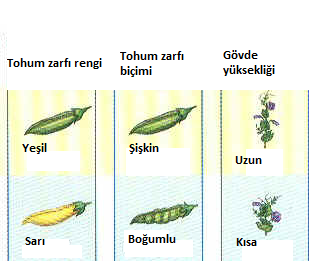 Tohum zarfı rengi
Tohum zarfı
biçimi
Gövde
yüksekliği
Yeşil
Şişkin
Uzun
Sarı
Boğumlu
Kısa